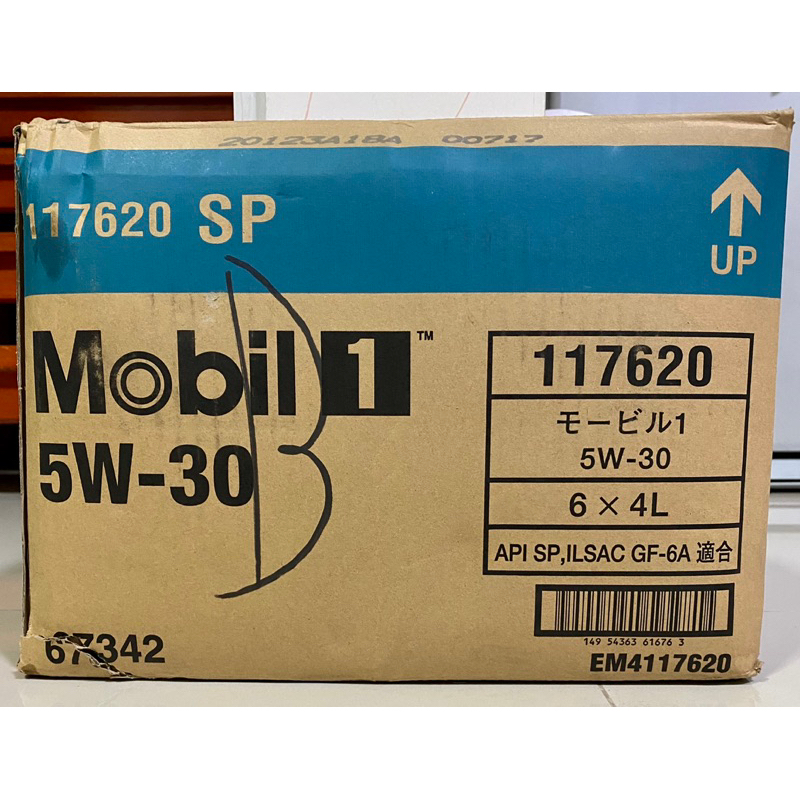 20123A18A 00717
117620 SP
UP
Mobil 1™
5W-30
117620
モービル1
5W-30
6 × 4L
API SP,ILSAC GF-6A 適合
149 54363 61676 3
67342
EM4117620
B